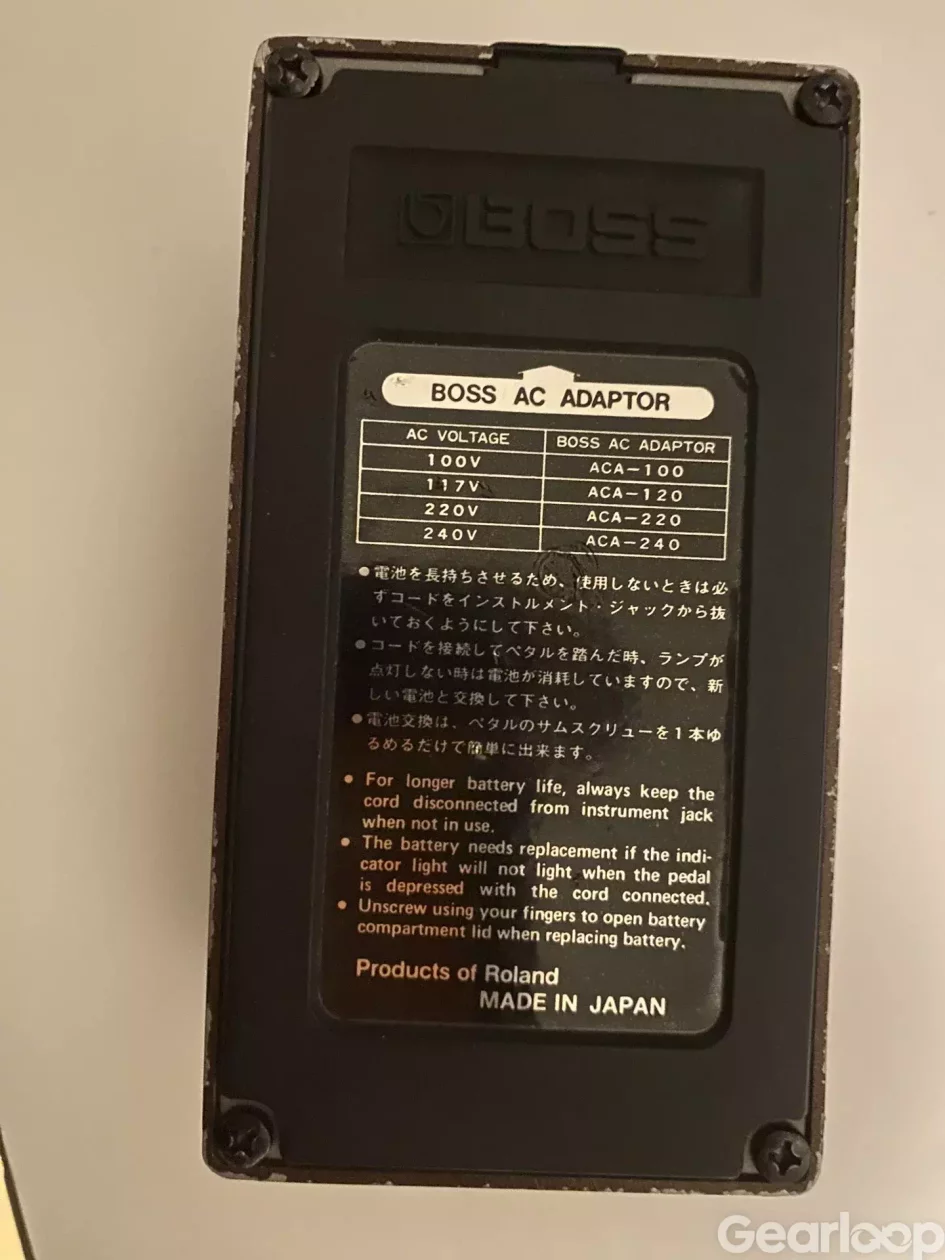 BOSS
BOSS AC ADAPTOR
AC VOLTAGE BOSS AC ADAPTOR
100V ACA-100
117V ACA-120
220V ACA-220
240V ACA-240
●電池を長持ちさせるため、使用しないときは必
ずコードをインストルメント・ジャックから抜
いておくようにして下さい。
●コードを接続してペタルを踏んだ時、ランプが
点灯しない時は電池が消耗していますので、新
しい電池と交換して下さい。
●電池交換は、ペタルのサムスクリューを1本ゆ
るめるだけで簡単に出来ます。
● For longer battery life, always keep the
cord disconnected from instrument jack
when not in use.
● The battery needs replacement if the indi-
cator light will not light when the pedal
is depressed with the cord connected.
● Unscrew using your fingers to open battery
compartment lid when replacing battery.
Products of Roland
MADE IN JAPAN
Gearloop